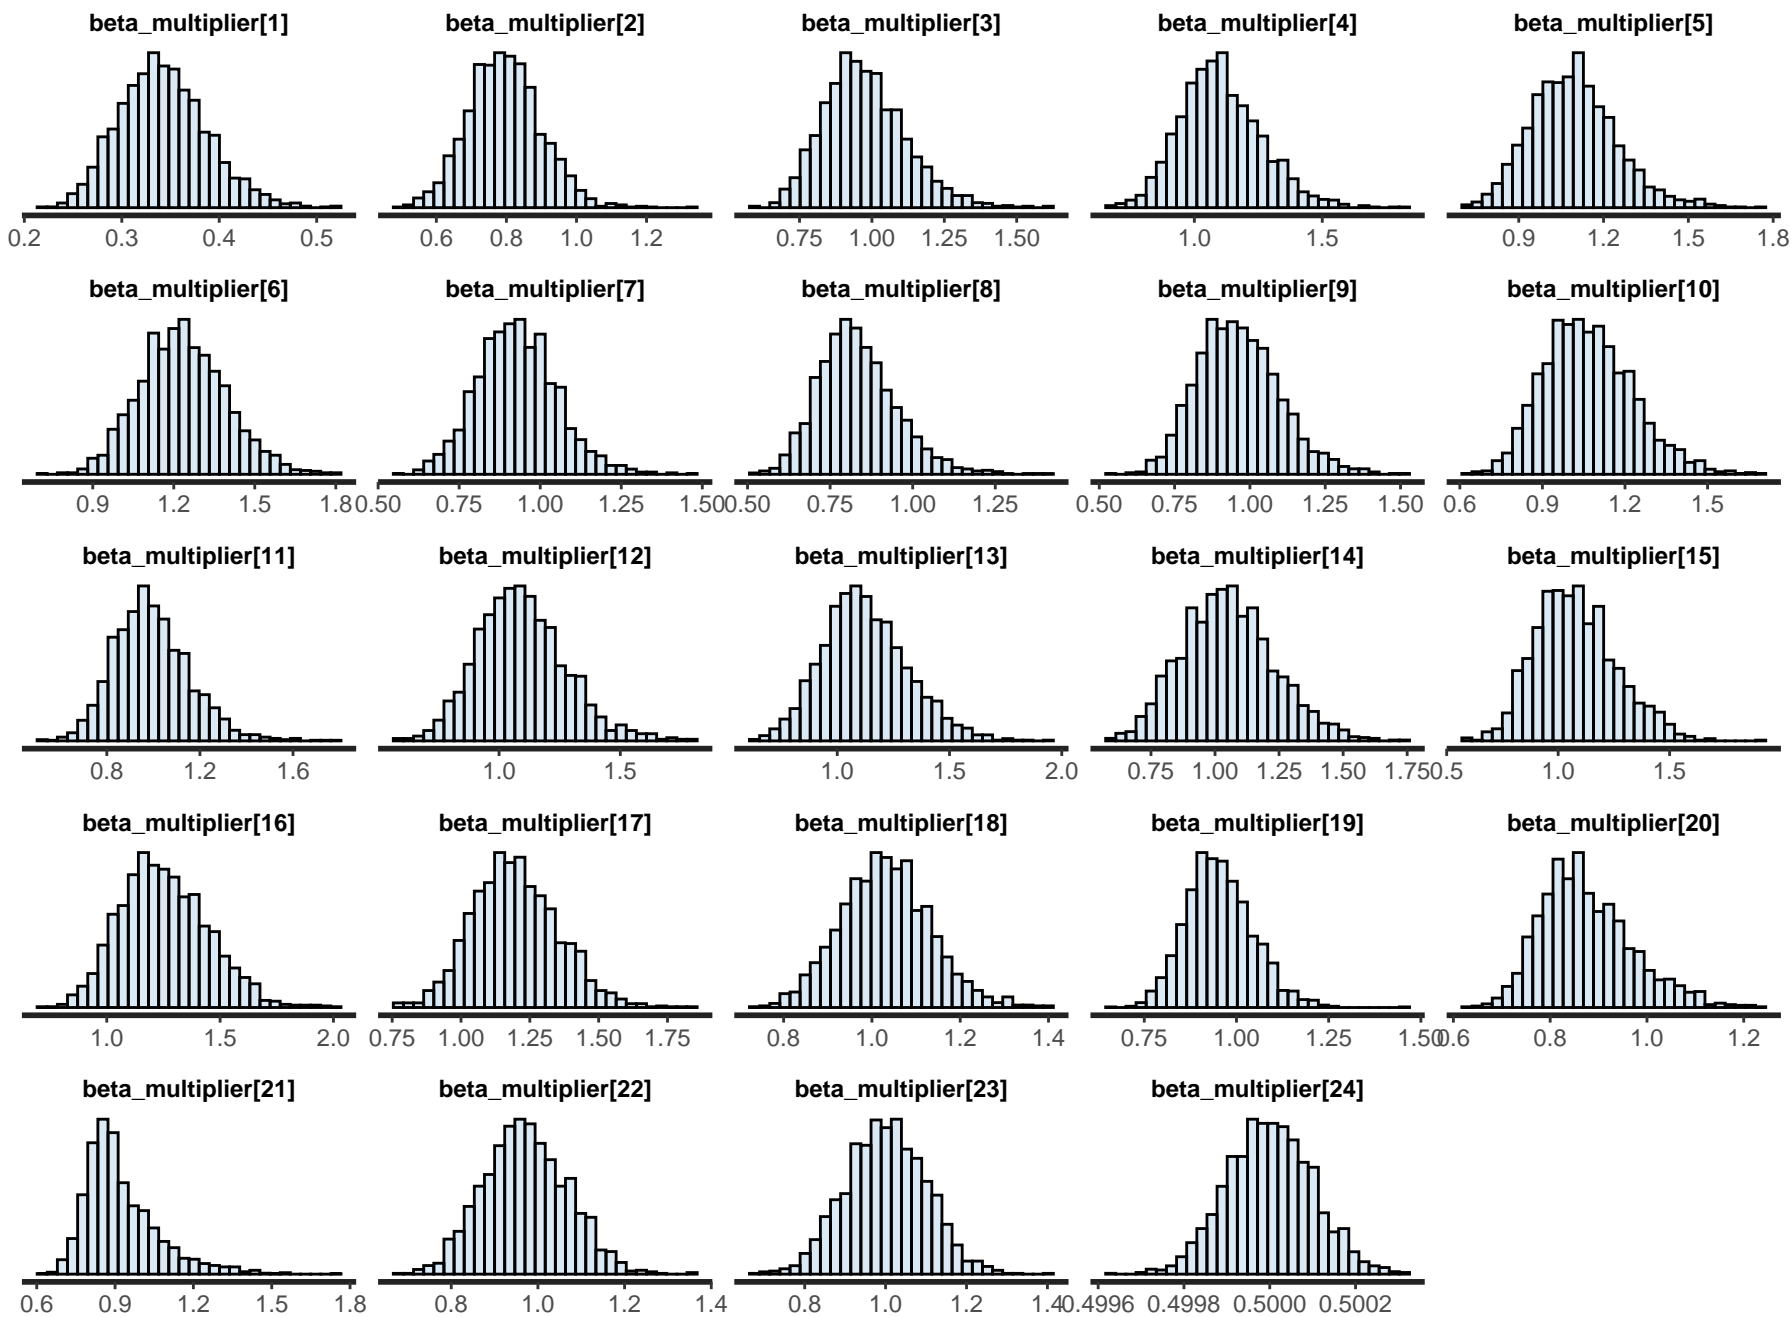 beta_multiplier[1] beta_multiplier[2] beta_multiplier[3] beta_multiplier[4] beta_multiplier[5]
0.2 0.3 0.4 0.5 0.6 0.8 1.0 1.2 0.75 1.00 1.25 1.50 1.0 1.5 0.9 1.2 1.5 1.8
beta_multiplier[6] beta_multiplier[7] beta_multiplier[8] beta_multiplier[9] beta_multiplier[10]
0.9 1.2 1.5 1.8 0.50 0.75 1.00 1.25 1.50 0.50 0.75 1.00 1.25 0.50 0.75 1.00 1.25 1.50 0.6 0.9 1.2 1.5
beta_multiplier[11] beta_multiplier[12] beta_multiplier[13] beta_multiplier[14] beta_multiplier[15]
0.8 1.2 1.6 1.0 1.5 1.0 1.5 2.0 0.75 1.00 1.25 1.50 1.75 0.5 1.0 1.5
beta_multiplier[16] beta_multiplier[17] beta_multiplier[18] beta_multiplier[19] beta_multiplier[20]
1.0 1.5 2.0 0.75 1.00 1.25 1.50 1.75 0.8 1.0 1.2 1.4 0.75 1.00 1.25 1.50 0.6 0.8 1.0 1.2
beta_multiplier[21] beta_multiplier[22] beta_multiplier[23] beta_multiplier[24]
0.6 0.9 1.2 1.5 1.8 0.8 1.0 1.2 1.4 0.8 1.0 1.2 1.4 0.4996 0.4998 0.5000 0.5002